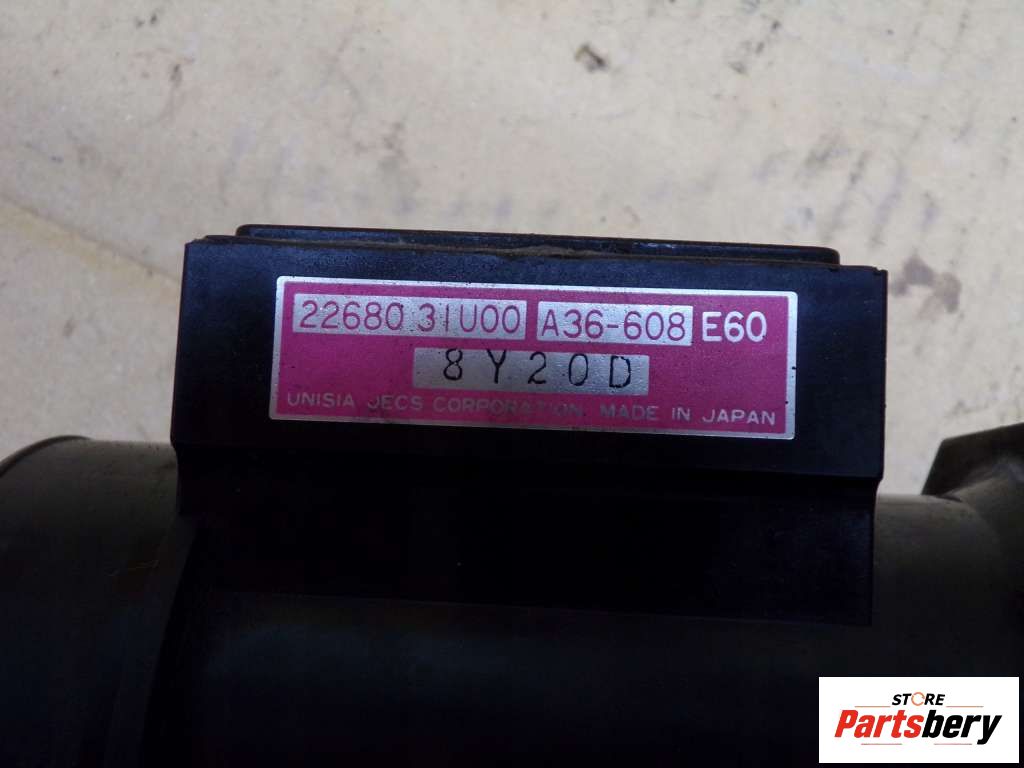 22680 31U00 A36-608 E60
8Y20D
UNISIA JECS CORPORATION. MADE IN JAPAN
STORE
Partsbery